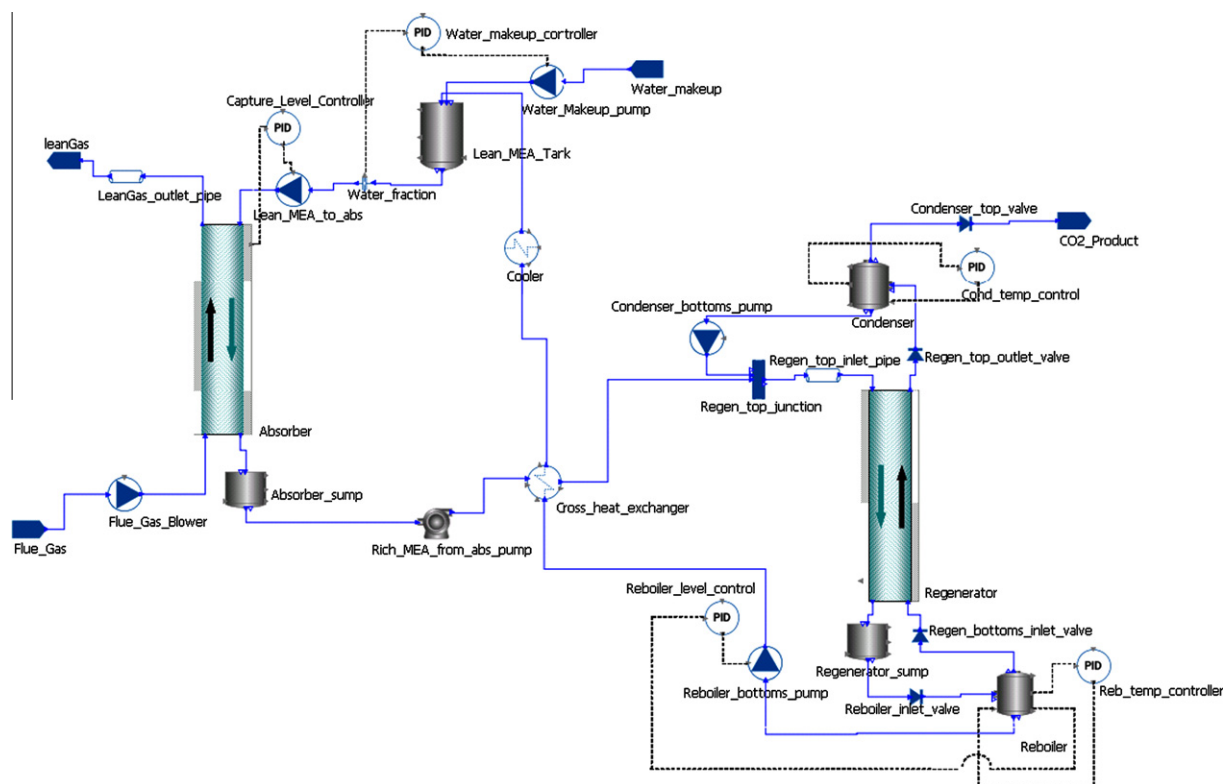 PID
Water_makeup_controller
Water_makeup
Water_Makeup_pump
Capture_Level_Controller
PID
leanGas
LeanGas_outlet_pipe
Lean_MEA_to_abs
Water_fraction
Lean_MEA_Tark
Condenser_top_valve
CO2_Product
Cooler
PID
Cond_temp_control
Condenser
Condenser_bottoms_pump
Regen_top_inlet_pipe
Regen_top_outlet_valve
Regen_top_junction
Absorber
Absorber_sump
Flue_Gas_Blower
Flue_Gas
Rich_MEA_from_abs_pump
Cross_heat_exchanger
Reboiler_level_control
PID
Regenerator
Regen_bottoms_inlet_valve
Regenerator_sump
PID
Reb_temp_controller
Reboiler_bottoms_pump
Reboiler_inlet_valve
Reboiler